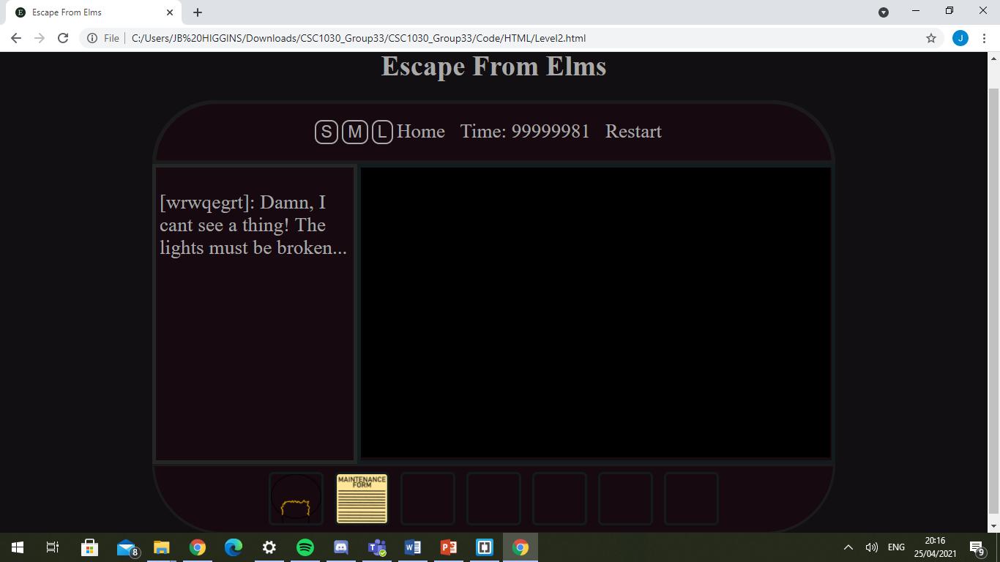 Escape From Elms
File C:/Users/JB%20HIGGINS/Downloads/CSC1030_Group33/CSC1030_Group33/Code/HTML/Level2.html
J
Escape From Elms
S M L Home Time: 99999981 Restart
[wrwqegrt]: Damn, I
cant see a thing! The
lights must be broken...
MAINTENANCE
FORM
8
ENG
20:16
25/04/2021
9